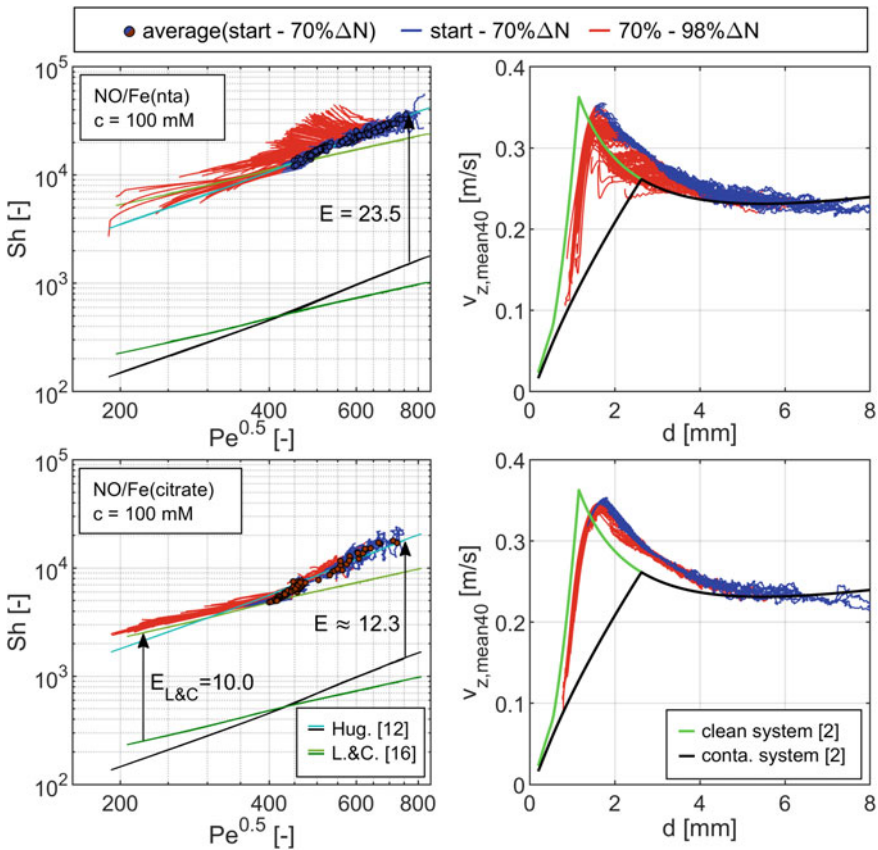 average(start - 70%ΔN) start - 70%ΔN 70% - 98%ΔN
10^5
10^4
10^3
10^2
Sh [-]
NO/Fe(nta)
c = 100 mM
E = 23.5
200 400 600 800
Pe^0.5 [-]
0.4
0.3
0.2
0.1
0
v_z,mean40 [m/s]
0 2 4 6 8
d [mm]
10^5
10^4
10^3
10^2
Sh [-]
NO/Fe(citrate)
c = 100 mM
E ≈ 12.3
E_L&C=10.0
Hug. [12]
L.&C. [16]
200 400 600 800
Pe^0.5 [-]
0.4
0.3
0.2
0.1
0
v_z,mean40 [m/s]
clean system [2]
conta. system [2]
0 2 4 6 8
d [mm]